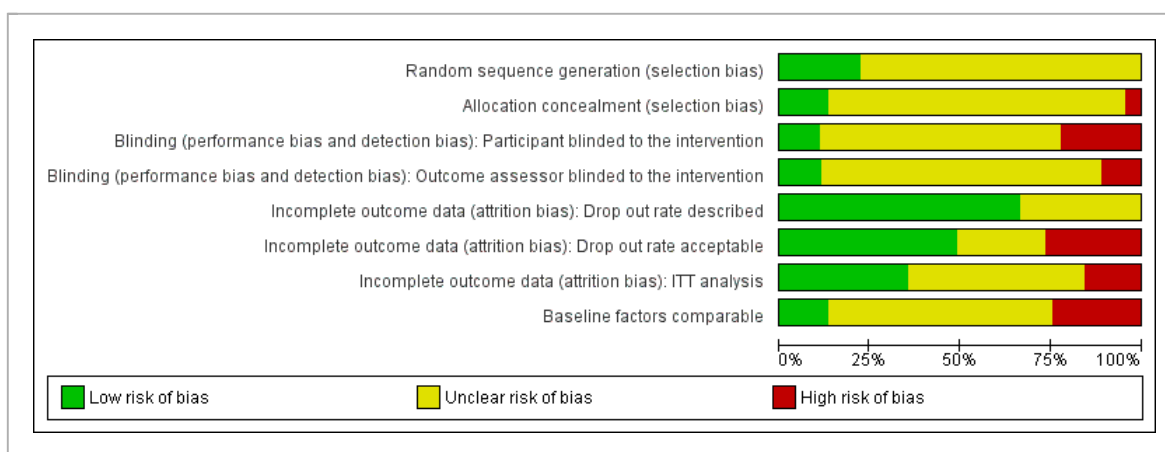 Random sequence generation (selection bias)
Allocation concealment (selection bias)
Blinding (performance bias and detection bias): Participant blinded to the intervention
Blinding (performance bias and detection bias): Outcome assessor blinded to the intervention
Incomplete outcome data (attrition bias): Drop out rate described
Incomplete outcome data (attrition bias): Drop out rate acceptable
Incomplete outcome data (attrition bias): ITT analysis
Baseline factors comparable
0% 25% 50% 75% 100%
Low risk of bias Unclear risk of bias High risk of bias